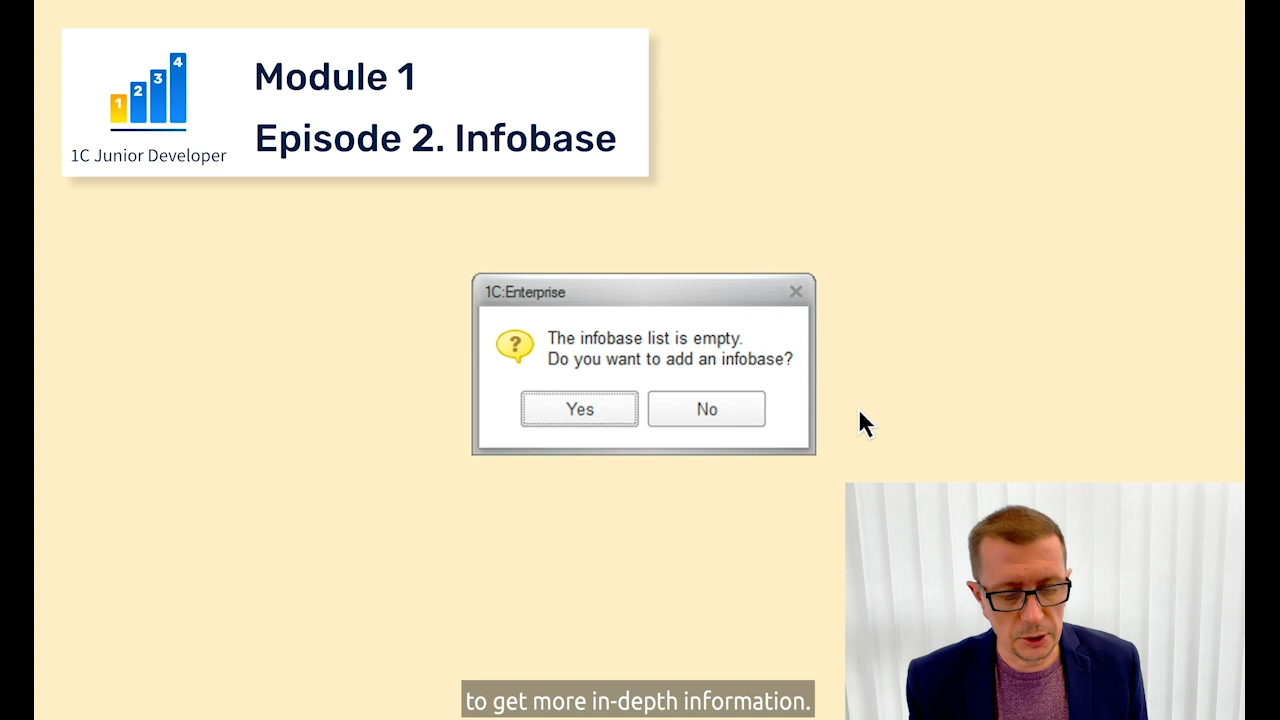 4
3
2
1
1C Junior Developer
Module 1
Episode 2. Infobase
1C:Enterprise
?
The infobase list is empty.
Do you want to add an infobase?
Yes No
to get more in-depth information.